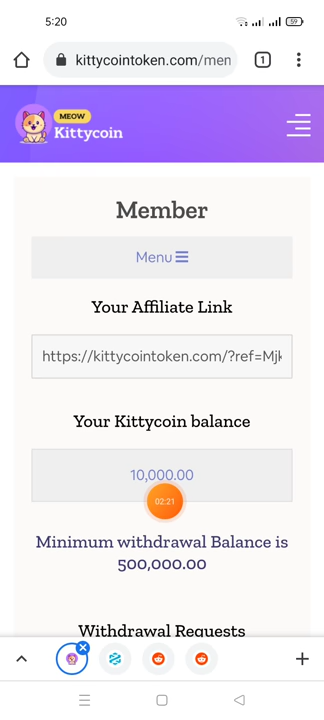 5:20
59
kittycointoken.com/men
1
MEOW
Kittycoin
Member
Menu
Your Affiliate Link
https://kittycointoken.com/?ref=Mjk
Your Kittycoin balance
10,000.00
02:21
Minimum withdrawal Balance is
500,000.00
Withdrawal Requests